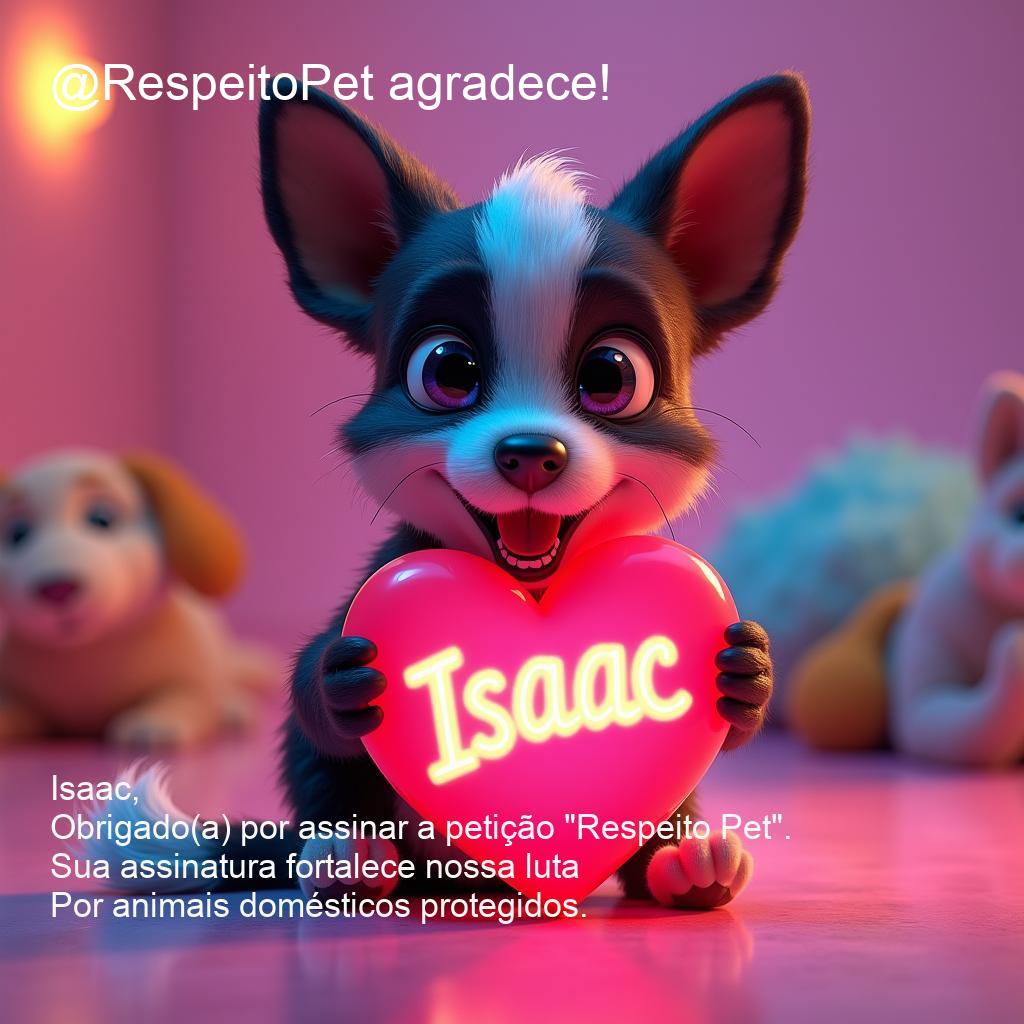 @RespeitoPet agradece!
Isaac
Isaac,
Obrigado(a) por assinar a petição "Respeito Pet".
Sua assinatura fortalece nossa luta
Por animais domésticos protegidos.